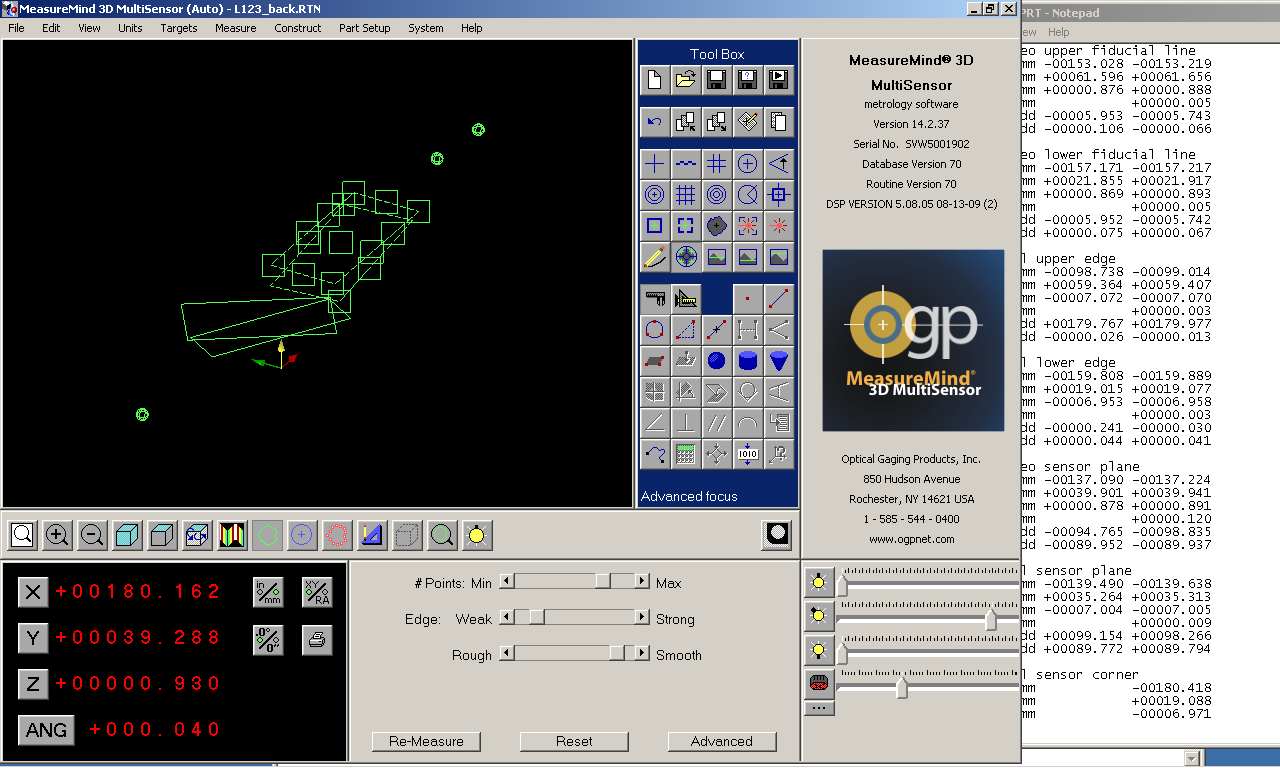 MeasureMind 3D MultiSensor (Auto) - L123_back.RTN
File Edit View Units Targets Measure Construct Part Setup System Help
Tool Box
Advanced focus
MeasureMind® 3D
MultiSensor
metrology software
Version 14.2.37
Serial No. SVW5001902
Database Version 70
Routine Version 70
DSP VERSION 5.08.05 08-13-09 (2)
ogp
MeasureMind®
3D MultiSensor
Optical Gaging Products, Inc.
850 Hudson Avenue
Rochester, NY 14621 USA
1 - 585 - 544 - 0400
www.ogpnet.com
X +00180.162
Y +00039.288
Z +00000.930
ANG +000.040
in/mm
XY/RA
1010
# Points: Min Max
Edge: Weak Strong
Rough Smooth
Re-Measure Reset Advanced
PRT - Notepad
ew Help
eo upper fiducial line
mm -00153.028 -00153.219
mm +00061.596 +00061.658
mm +00000.876 +00000.888
mm +00000.005
dd -00005.953 -00005.743
dd -00000.106 -00000.066
eo lower fiducial line
mm -00157.171 -00157.217
mm +00021.855 +00021.917
mm +00000.869 +00000.893
mm +00000.003
dd -00005.952 -00005.742
dd +00000.075 +00000.067
l upper edge
mm -00098.738 -00099.014
mm +00059.407
mm
mm +00000.003
dd +00179.767 +00179.977
dd -00000.026 -00000.013
l lower edge
mm -00159.808 -00159.889
mm +00019.015 +00019.077
mm -00006.953 -00006.958
mm +00000.003
dd -00000.241 -00000.030
dd +00000.044 +00000.041
eo sensor plane
mm -00137.090 -00137.224
mm +00039.901 +00039.941
mm +00000.878 +00000.891
mm +00000.120
dd -00094.765 -00098.835
dd -00089.952 -00089.937
l sensor plane
mm -00139.490 -00139.638
mm +00035.264 +00035.313
mm -00007.004 -00007.005
mm +00000.009
dd +00099.154 +00098.266
dd +00089.772 +00089.794
l sensor corner
mm -00180.418
mm +00019.088
mm -00006.971